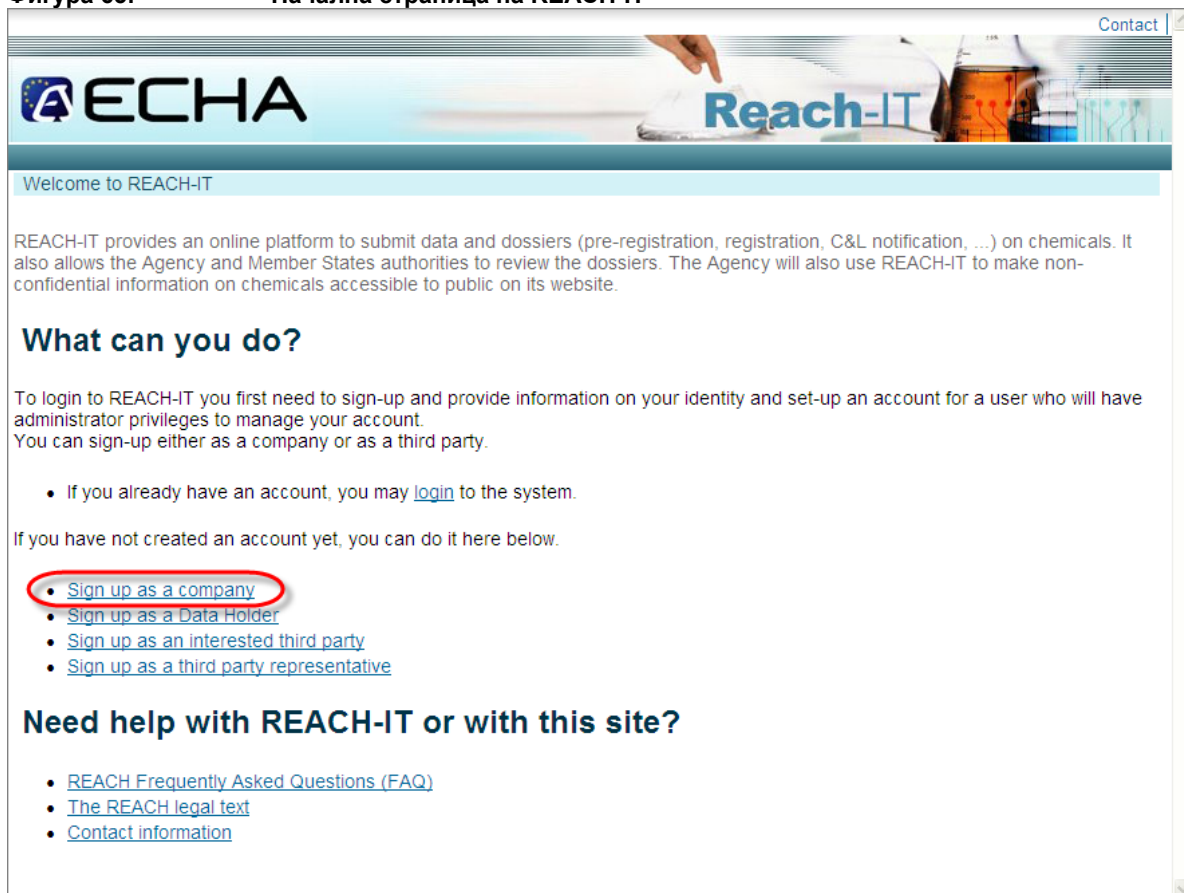 Фигура 35: Начална страница на REACH-IT
Contact
ECHA
Reach-IT
Welcome to REACH-IT
REACH-IT provides an online platform to submit data and dossiers (pre-registration, registration, C&L notification, ...) on chemicals. It
also allows the Agency and Member States authorities to review the dossiers. The Agency will also use REACH-IT to make non-
confidential information on chemicals accessible to public on its website.
What can you do?
To login to REACH-IT you first need to sign-up and provide information on your identity and set-up an account for a user who will have
administrator privileges to manage your account.
You can sign-up either as a company or as a third party.
If you already have an account, you may login to the system.
If you have not created an account yet, you can do it here below.
Sign up as a company
Sign up as a Data Holder
Sign up as an interested third party
Sign up as a third party representative
Need help with REACH-IT or with this site?
REACH Frequently Asked Questions (FAQ)
The REACH legal text
Contact information